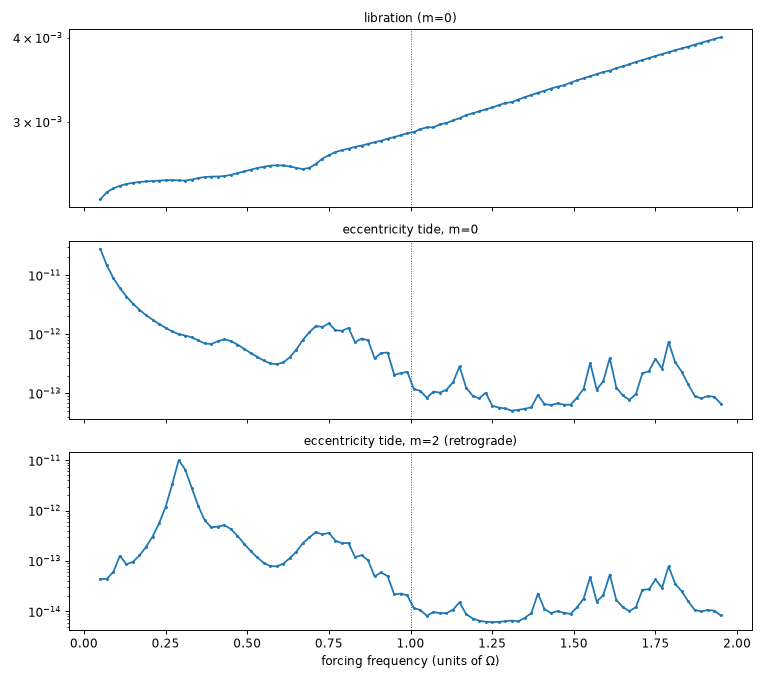 libration (m=0)
4 × 10⁻³
3 × 10⁻³
eccentricity tide, m=0
10⁻¹¹
10⁻¹²
10⁻¹³
eccentricity tide, m=2 (retrograde)
10⁻¹¹
10⁻¹²
10⁻¹³
10⁻¹⁴
0.00 0.25 0.50 0.75 1.00 1.25 1.50 1.75 2.00
forcing frequency (units of Ω)